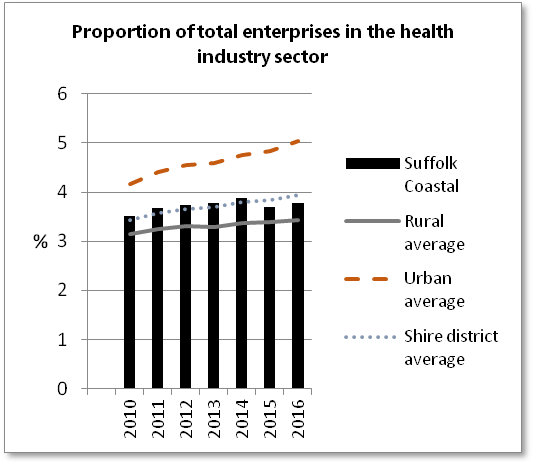 Proportion of total enterprises in the health
industry sector
6
5
4
3
2
1
0
%
2010
2011
2012
2013
2014
2015
2016
Suffolk
Coastal
Rural
average
Urban
average
Shire district
average